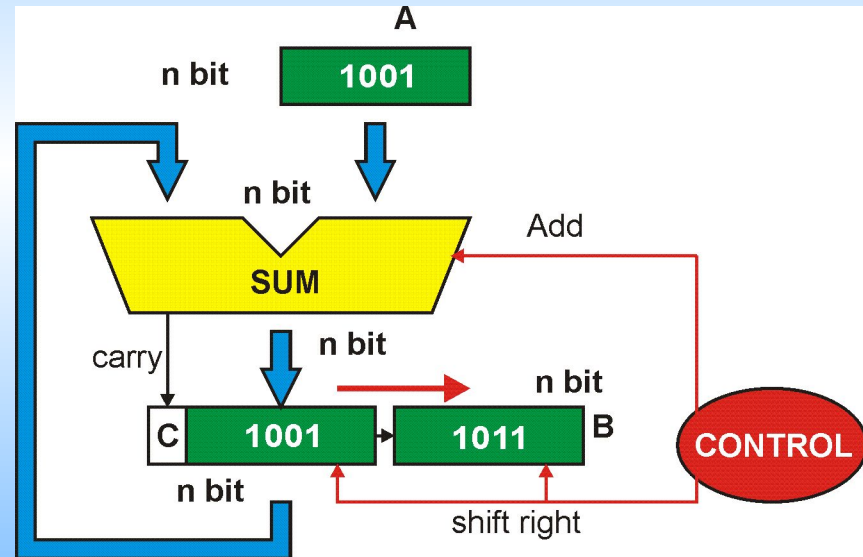 A
n bit
1001
n bit
Add
SUM
carry
n bit
n bit
C
1001
1011
B
CONTROL
n bit
shift right